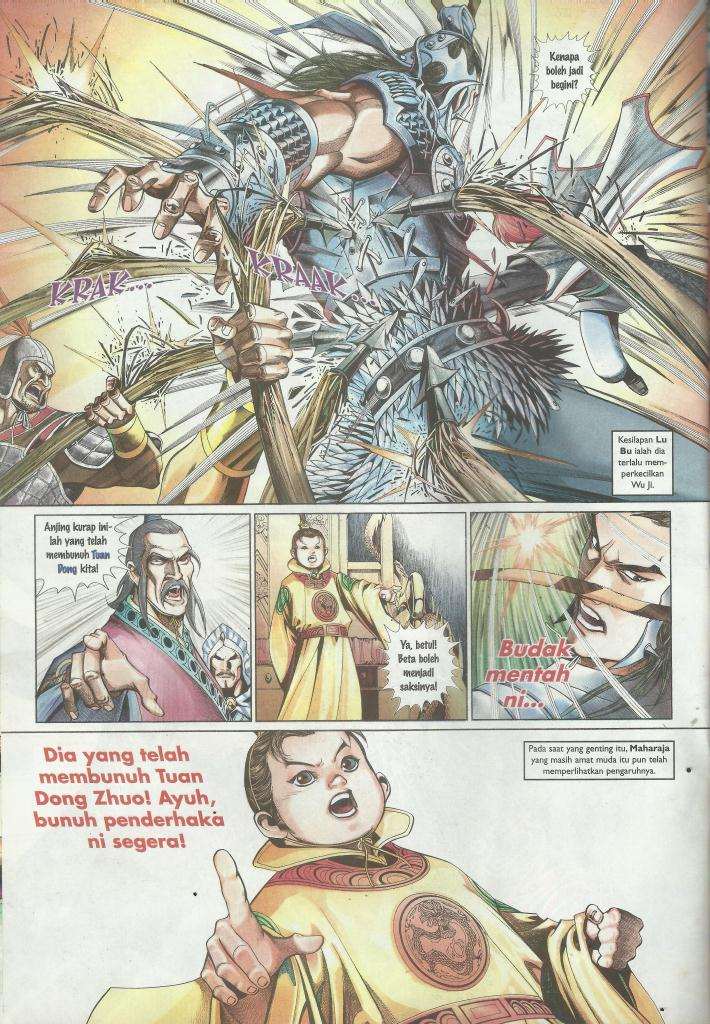 Kenapa
boleh jadi
begini?
KRAK...
KRAAK...
Kesilapan Lu
Bu ialah dia
terlalu mem-
perkecilkan
Wu Ji.
Anjing kurap ini-
lah yang telah
membunuh Tuan
Dong kita!
Ya, betul!
Beta boleh
menjadi
saksinya!
Budak
mentah
ni...
Dia yang telah
membunuh Tuan
Dong Zhuo! Ayuh,
bunuh penderhaka
ni segera!
Pada saat yang genting itu, Maharaja
yang masih amat muda itu pun telah
memperlihatkan pengaruhnya.